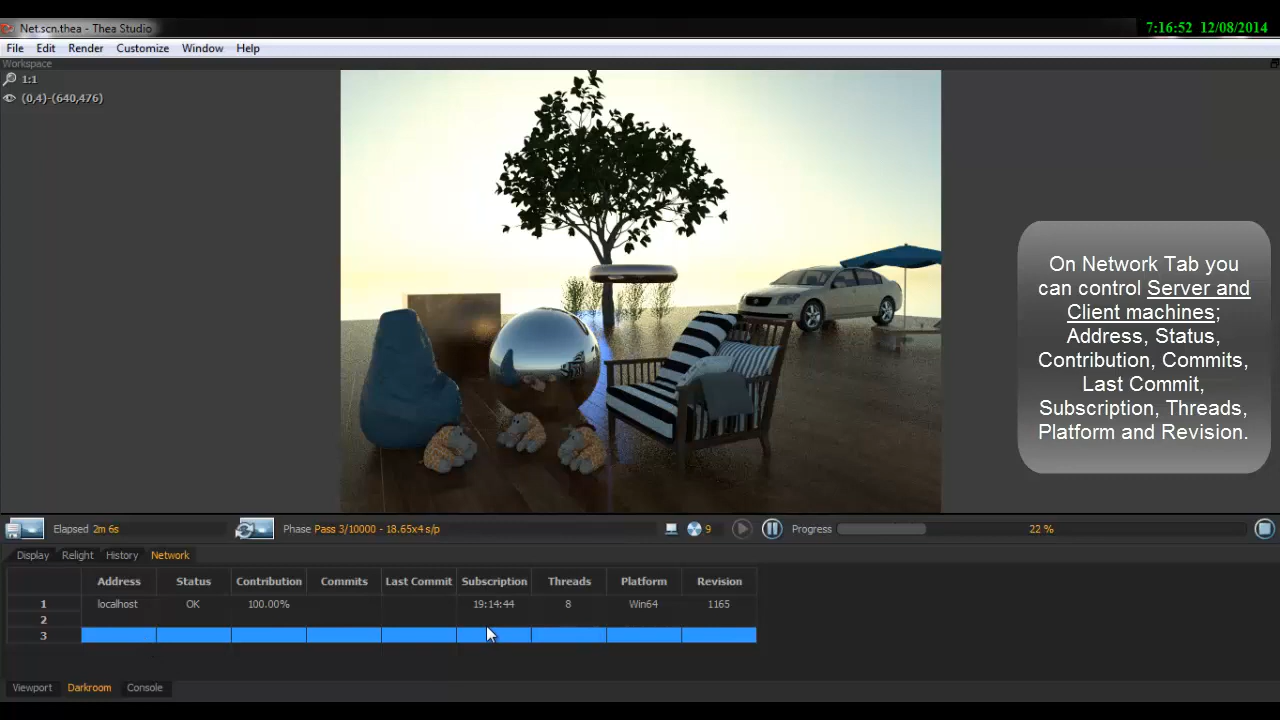 Net.scn.thea - Thea Studio
7:16:52 12/08/2014
File Edit Render Customize Window Help
Workspace
1:1
(0,4)-(640,476)
On Network Tab you
can control Server and
Client machines;
Address, Status,
Contribution, Commits,
Last Commit,
Subscription, Threads,
Platform and Revision.
Elapsed 2m 6s Phase Pass 3/10000 - 18.65x4 s/p 9 Progress 22 %
Display Relight History Network
Address Status Contribution Commits Last Commit Subscription Threads Platform Revision
1 localhost OK 100.00% 19:14:44 8 Win64 1165
2
3
Viewport Darkroom Console